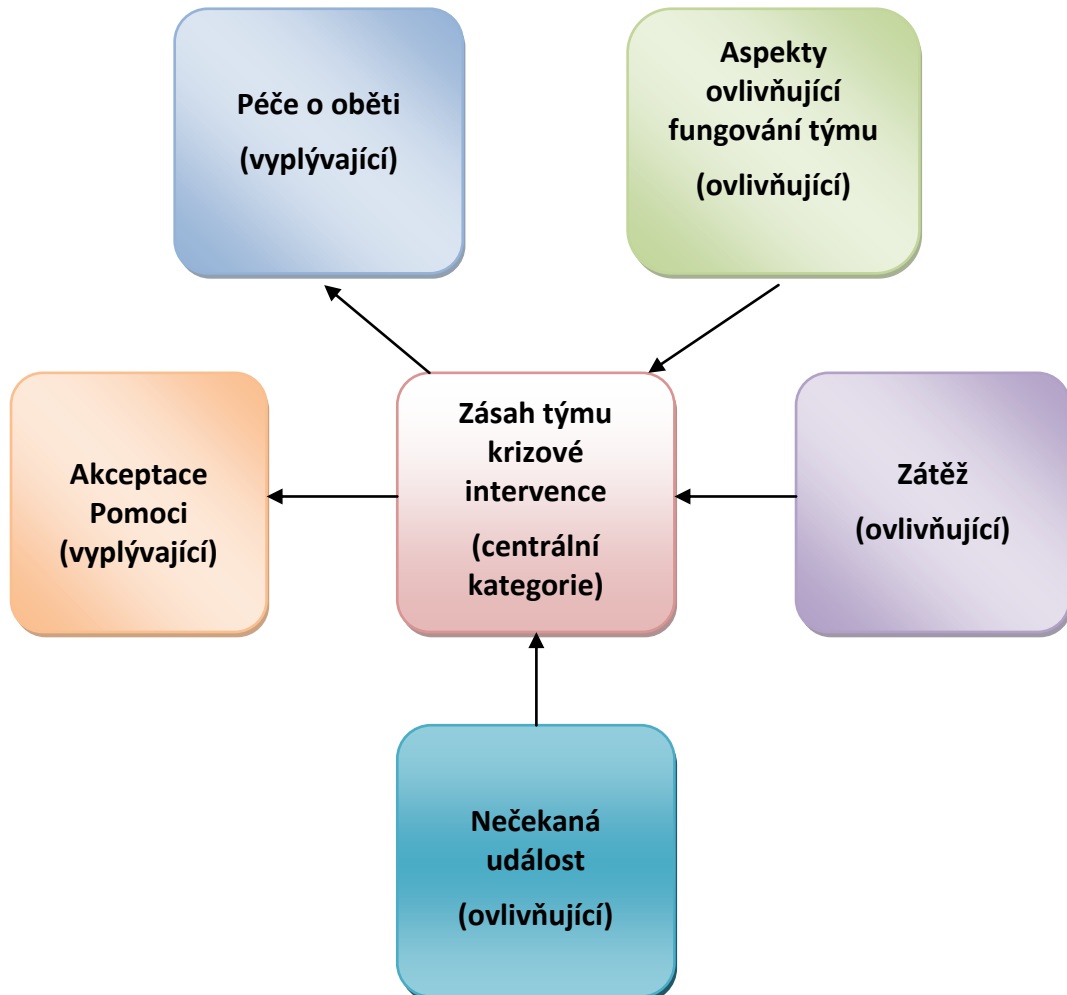 Péče o oběti
(vyplývající)
Aspekty
ovlivňující
fungování týmu
(ovlivňující)
Akceptace
Pomoci
(vyplývající)
Zásah týmu
krizové
intervence
(centrální
kategorie)
Zátěž
(ovlivňující)
Nečekaná
událost
(ovlivňující)